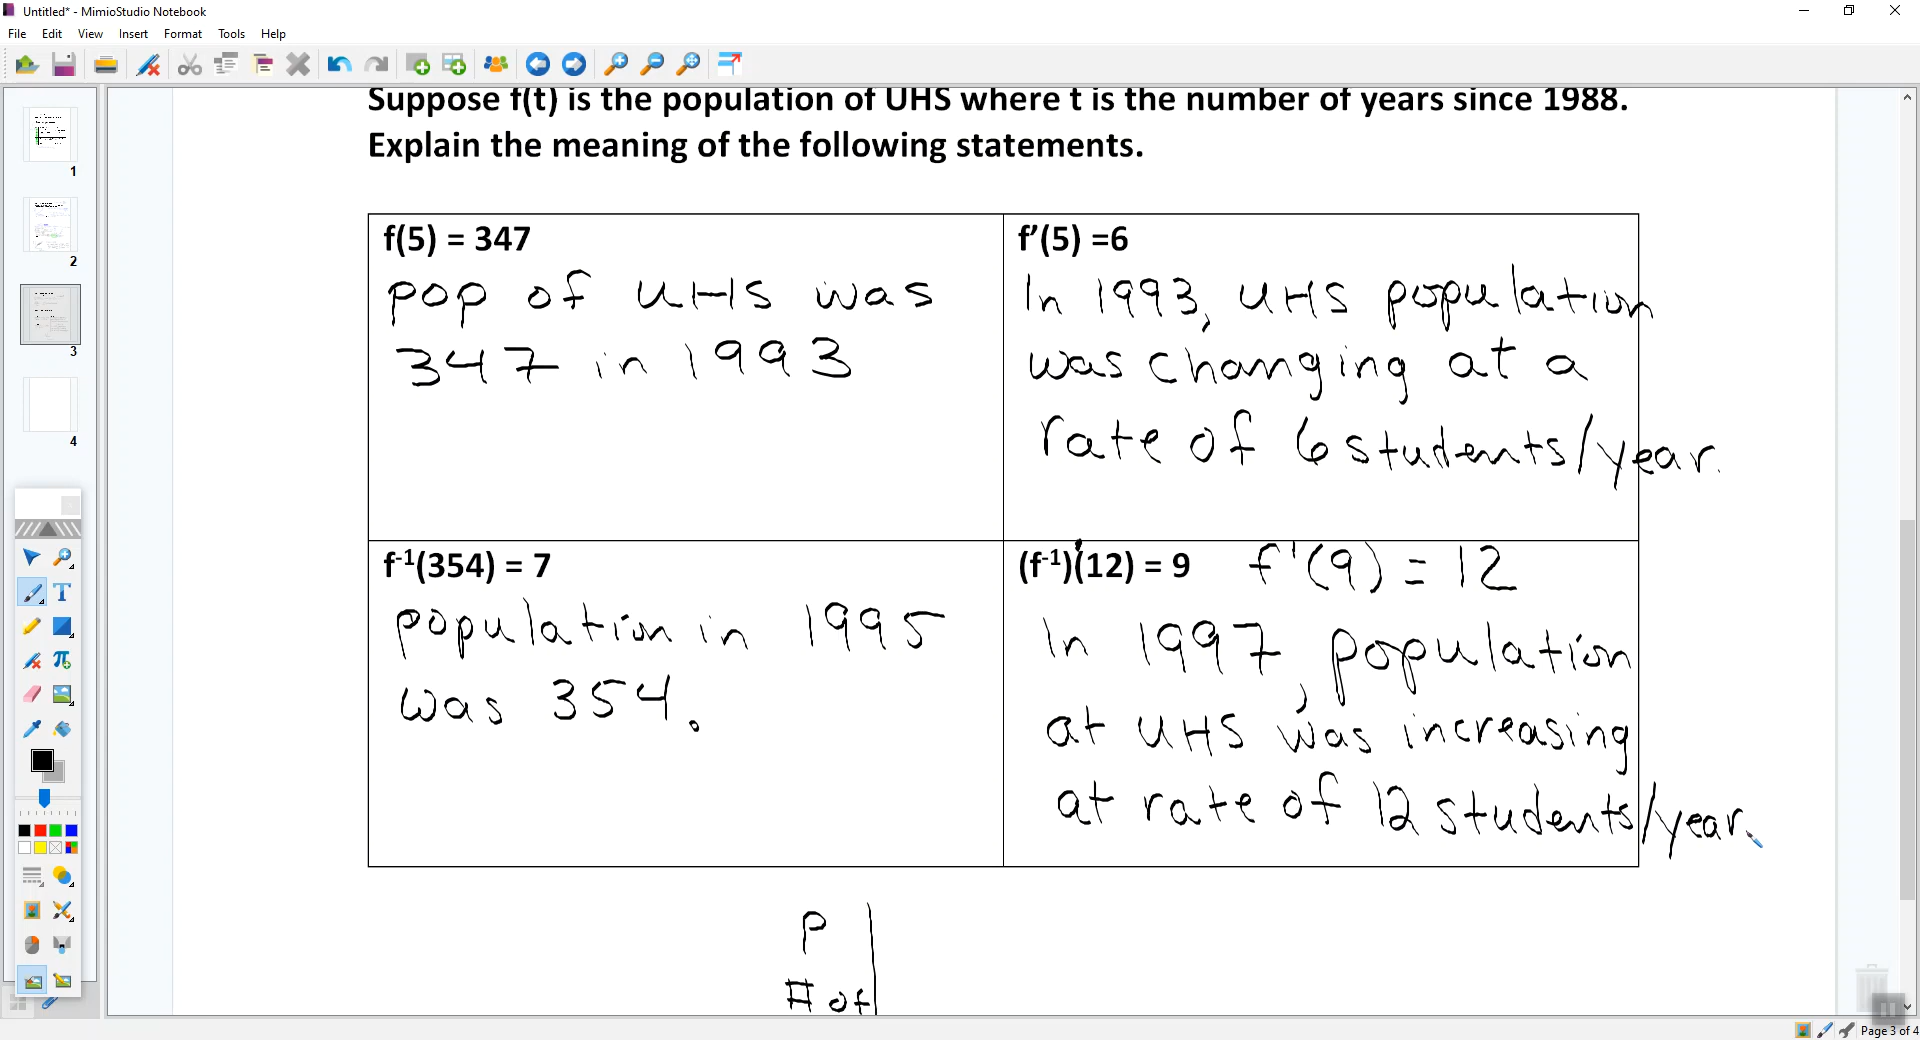 Untitled* - MimioStudio Notebook
File Edit View Insert Format Tools Help
Suppose f(t) is the population of UHS where t is the number of years since 1988.
Explain the meaning of the following statements.
f(5) = 347
pop of UHS was
347 in 1993
f’(5) =6
In 1993, UHS population
was changing at a
rate of 6 students/year.
f⁻¹(354) = 7
population in 1995
was 354.
(f⁻¹)'(12) = 9 f'(9) = 12
In 1997, population
at UHS was increasing
at rate of 12 students/year.
P
# of
1
2
3
4
T
Page 3 of 4